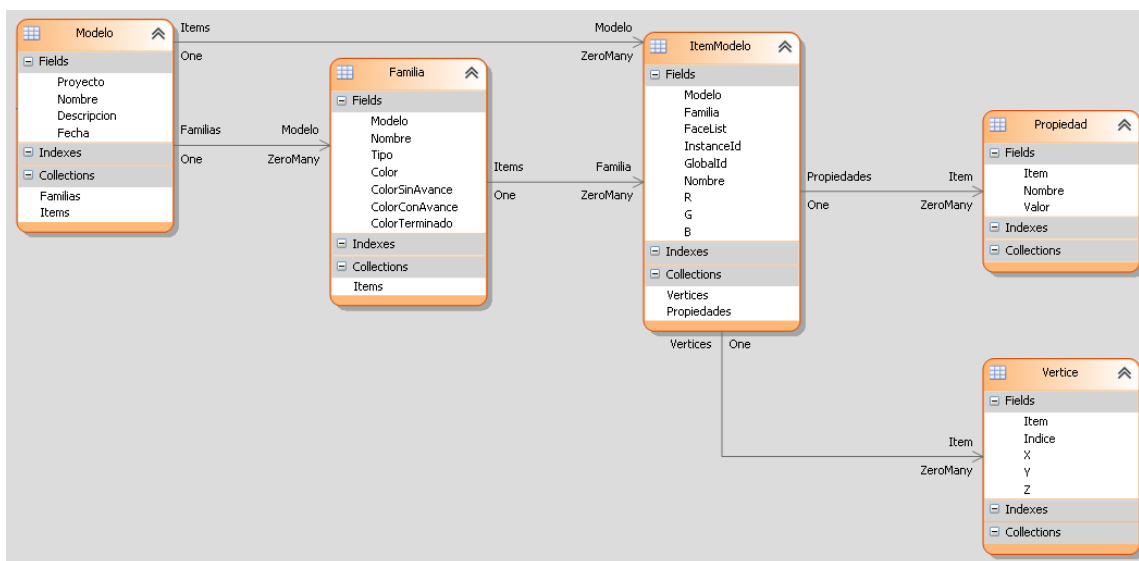 Modelo
Fields
Proyecto
Nombre
Descripcion
Fecha
Indexes
Collections
Familias
Items
Items
One
Modelo
ZeroMany
Familias
One
Modelo
ZeroMany
Familia
Fields
Modelo
Nombre
Tipo
Color
ColorSinAvance
ColorConAvance
ColorTerminado
Indexes
Collections
Items
Items
One
Familia
ZeroMany
ItemModelo
Fields
Modelo
Familia
FaceList
InstanceId
GlobalId
Nombre
R
G
B
Indexes
Collections
Vertices
Propiedades
Propiedades
One
Item
ZeroMany
Propiedad
Fields
Item
Nombre
Valor
Indexes
Collections
Vertices
One
Item
ZeroMany
Vertice
Fields
Item
Indice
X
Y
Z
Indexes
Collections